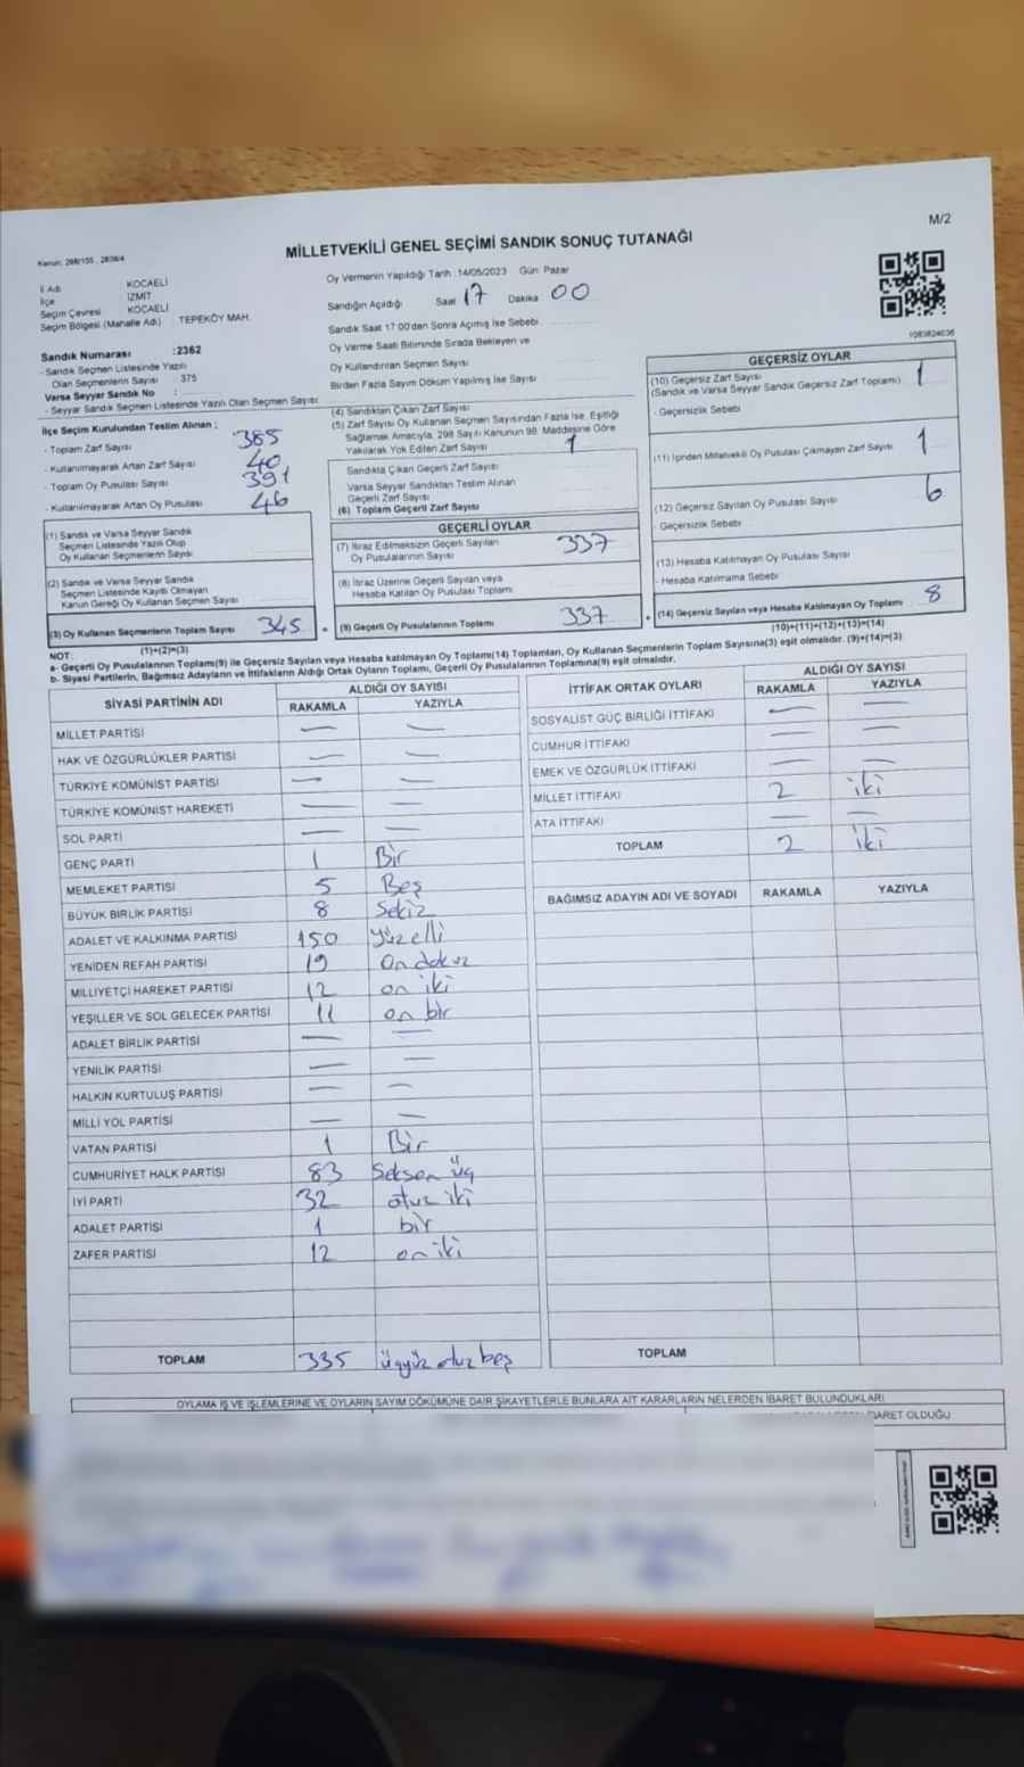 M/2
MİLLETVEKİLİ GENEL SEÇİMİ SANDIK SONUÇ TUTANAĞI
İl Adı KOCAELİ
İlçe İZMİT
Seçim Çevresi KOCAELİ
Seçim Bölgesi (Mahalle Adı) TEPEKÖY MAH.
Sandık Numarası :2362
- Sandık Seçmen Listesinde Yazılı
Olan Seçmenlerin Sayısı : 375
Varsa Seyyar Sandık No :
- Seyyar Sandık Seçmen Listesinde Yazılı Olan Seçmen Sayısı
Oy Vermenin Yapıldığı Tarih :14/05/2023 Gün: Pazar
Sandığın Açıldığı Saat 17 Dakika 00
Sandık Saat 17:00'den Sonra Açmış İse Sebebi
Oy Verme Saati Bitiminde Sırada Bekleyen ve
Oy Kullandırılan Seçmen Sayısı
Birden Fazla Sayım Döküm Yapılmış İse Sayısı
İlçe Seçim Kurulundan Teslim Alınan :
- Toplam Zarf Sayısı 385
- Kullanılmayarak Artan Zarf Sayısı 40
- Toplam Oy Pusulası Sayısı 391
- Kullanılmayarak Artan Oy Pusulası 46
(1) Sandık ve Varsa Seyyar Sandık
Seçmen Listesinde Yazılı Olup
Oy Kullanan Seçmenlerin Sayısı
(2) Sandık ve Varsa Seyyar Sandık
Seçmen Listesinde Kayıtlı Olmayan
Kanun Gereği Oy Kullanan Seçmen Sayısı
(3) Oy Kullanan Seçmenlerin Toplam Sayısı 345
(1)+(2)=(3)
(4) Sandıktan Çıkan Zarf Sayısı
(5) Zarf Sayısı Oy Kullanan Seçmen Sayısından Fazla İse, Eşitliği
Sağlamak Amacıyla, 298 Sayılı Kanunun 98. Maddesine Göre
Yakılarak Yok Edilen Zarf Sayısı 1
Sandıkta Çıkan Geçerli Zarf Sayısı
Varsa Seyyar Sandıktan Teslim Alınan
Geçerli Zarf Sayısı
(6) Toplam Geçerli Zarf Sayısı
GEÇERLİ OYLAR
(7) İtiraz Edilmeksizin Geçerli Sayılan
Oy Pusulalarının Sayısı 337
(8) İtiraz Üzerine Geçerli Sayılan veya
Hesaba Katılan Oy Pusulası Toplamı
(9) Geçerli Oy Pusulalarının Toplamı 337
GEÇERSİZ OYLAR
(10) Geçersiz Zarf Sayısı 1
(Sandık ve Varsa Seyyar Sandık Geçersiz Zarf Toplamı)
- Geçersizlik Sebebi
(11) İçinden Milletvekili Oy Pusulası Çıkmayan Zarf Sayısı 1
(12) Geçersiz Sayılan Oy Pusulası Sayısı 6
- Geçersizlik Sebebi
(13) Hesaba Katılmayan Oy Pusulası Sayısı
- Hesaba Katılmama Sebebi
(14) Geçersiz Sayılan veya Hesaba Katılmayan Oy Toplamı 8
(10)+(11)+(12)+(13)=(14)
NOT:
a- Geçerli Oy Pusulalarının Toplamı(9) ile Geçersiz Sayılan veya Hesaba katılmayan Oy Toplamı(14) Toplamları, Oy Kullanan Seçmenlerin Toplam Sayısına(3) eşit olmalıdır. (9)+(14)=(3)
b- Siyasi Partilerin, Bağımsız Adayların ve İttifakların Aldığı Ortak Oyların Toplamı, Geçerli Oy Pusulalarının Toplamına(9) eşit olmalıdır.
SİYASİ PARTİNİN ADI ALDIĞI OY SAYISI
RAKAMLA YAZIYLA
MİLLET PARTİSİ — —
HAK VE ÖZGÜRLÜKLER PARTİSİ — —
TÜRKİYE KOMÜNİST PARTİSİ — —
TÜRKİYE KOMÜNİST HAREKETİ — —
SOL PARTİ — —
GENÇ PARTİ 1 Bir
MEMLEKET PARTİSİ 5 Beş
BÜYÜK BİRLİK PARTİSİ 8 Sekiz
ADALET VE KALKINMA PARTİSİ 150 yüzelli
YENİDEN REFAH PARTİSİ 19 on dokuz
MİLLİYETÇİ HAREKET PARTİSİ 12 on iki
YEŞİLLER VE SOL GELECEK PARTİSİ 11 on bir
ADALET BİRLİK PARTİSİ — —
YENİLİK PARTİSİ — —
HALKIN KURTULUŞ PARTİSİ — —
MİLLİ YOL PARTİSİ — —
VATAN PARTİSİ 1 Bir
CUMHURİYET HALK PARTİSİ 83 Seksen üç
İYİ PARTİ 32 otuz iki
ADALET PARTİSİ 1 bir
ZAFER PARTİSİ 12 on iki
TOPLAM 335 üçyüz otuz beş
İTTİFAK ORTAK OYLARI ALDIĞI OY SAYISI
RAKAMLA YAZIYLA
SOSYALİST GÜÇ BİRLİĞİ İTTİFAKI — —
CUMHUR İTTİFAKI — —
EMEK VE ÖZGÜRLÜK İTTİFAKI — —
MİLLET İTTİFAKI 2 iki
ATA İTTİFAKI — —
TOPLAM 2 iki
BAĞIMSIZ ADAYIN ADI VE SOYADI RAKAMLA YAZIYLA
TOPLAM
OYLAMA İŞ VE İŞLEMLERİNE VE OYLARIN SAYIM DÖKÜMÜNE DAİR ŞİKAYETLERLE BUNLARA AİT KARARLARIN NELERDEN İBARET BULUNDUKLARI
OLDUĞU